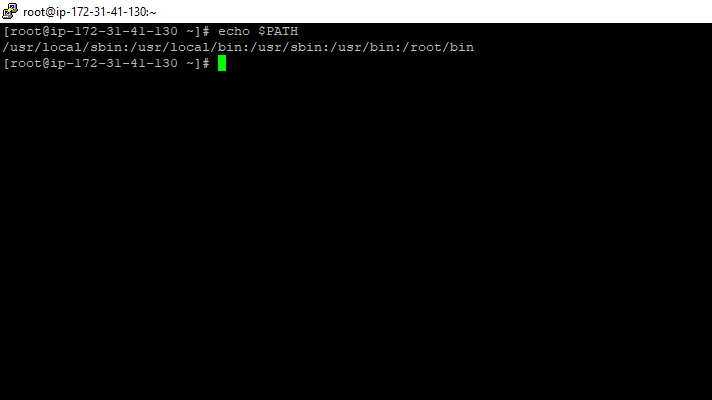 root@ip-172-31-41-130:~
[root@ip-172-31-41-130 ~]# echo $PATH
/usr/local/sbin:/usr/local/bin:/usr/sbin:/usr/bin:/root/bin
[root@ip-172-31-41-130 ~]#